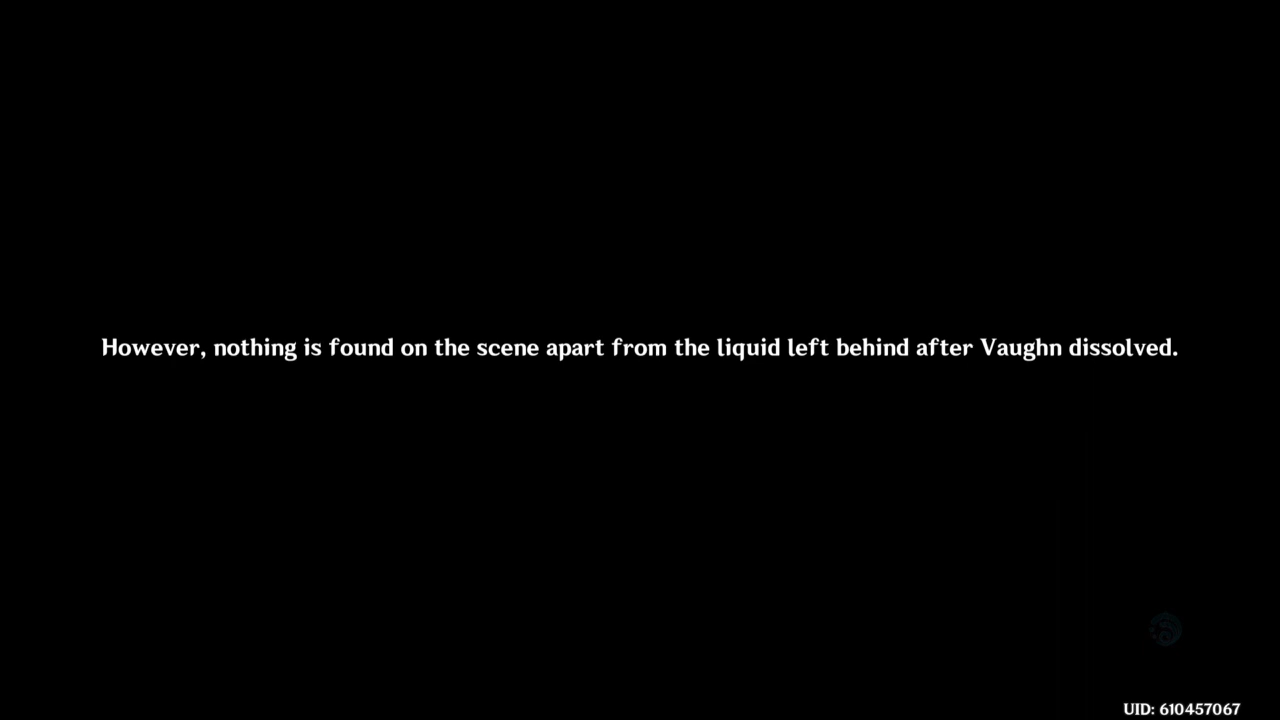 However, nothing is found on the scene apart from the liquid left behind after Vaughn dissolved.
UID: 610457067